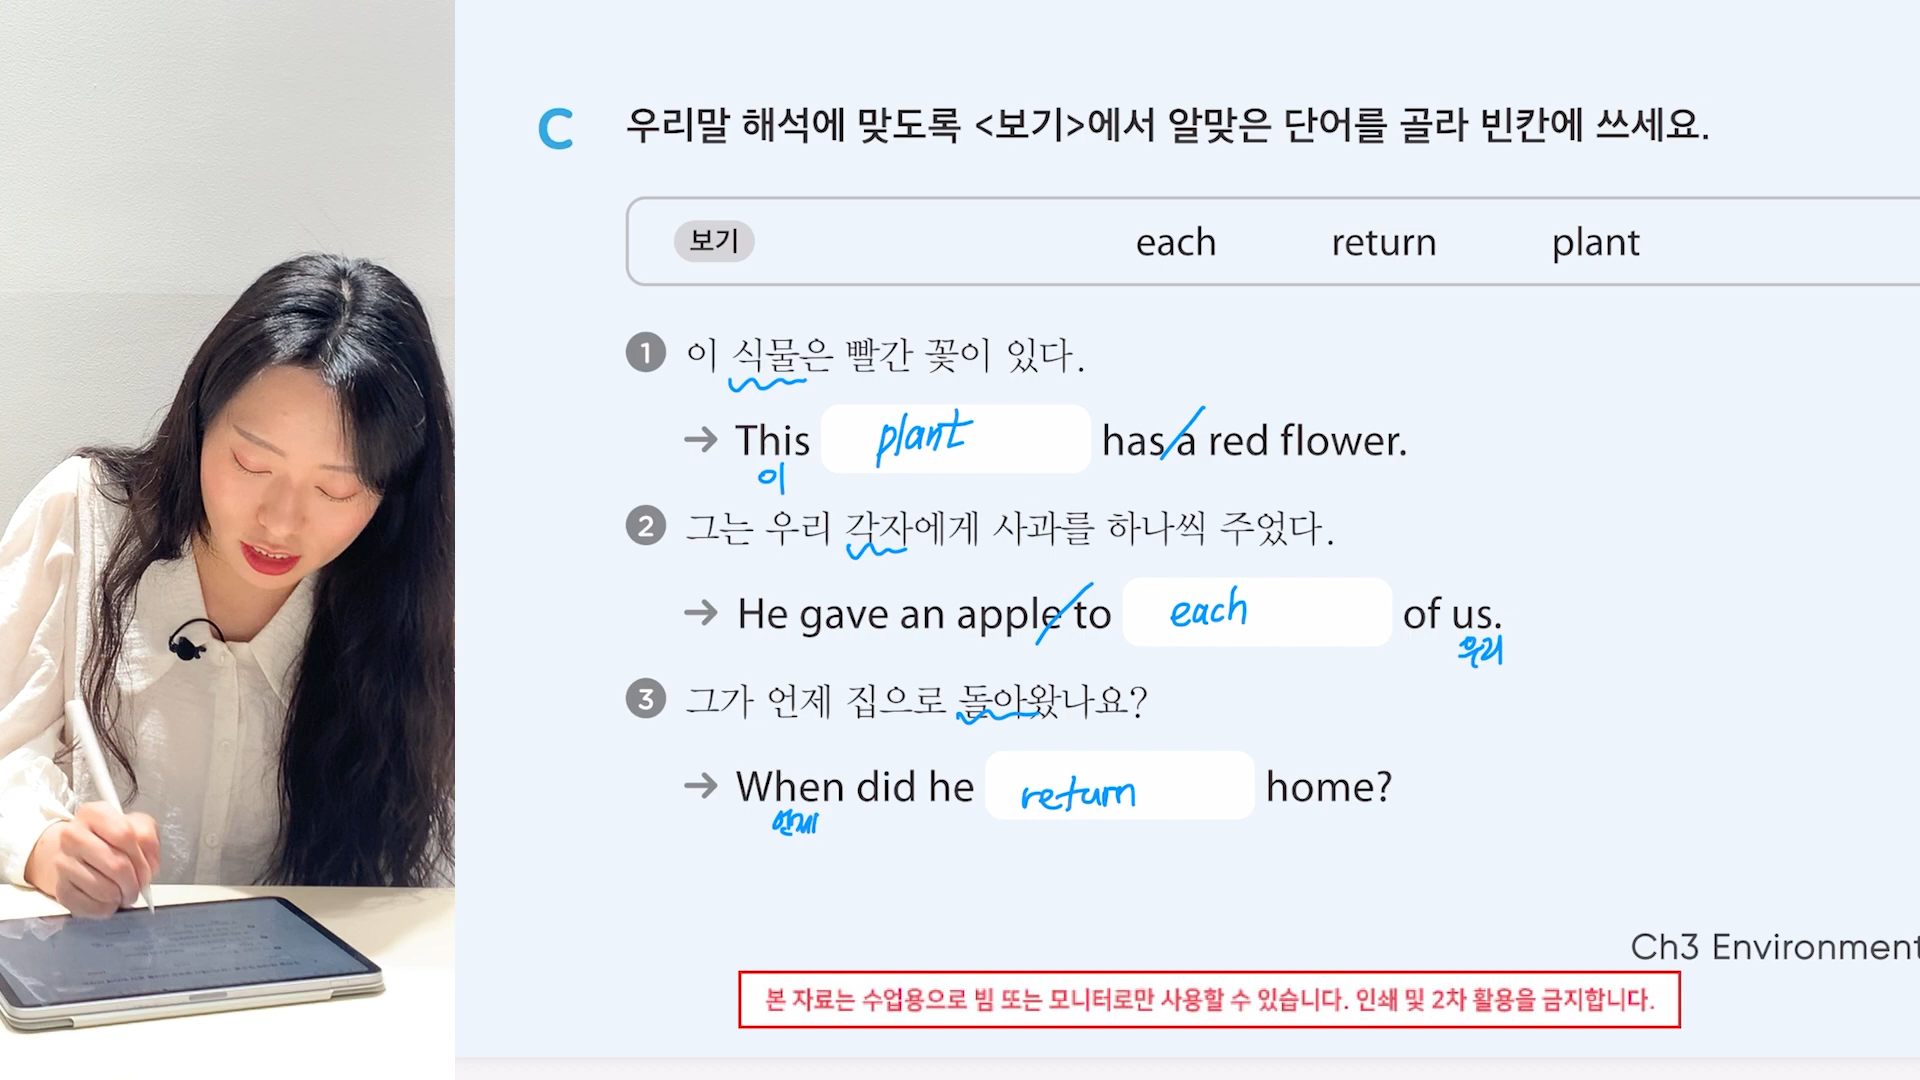 C 우리말 해석에 맞도록 <보기>에서 알맞은 단어를 골라 빈칸에 쓰세요.
보기 each return plant
1 이 식물은 빨간 꽃이 있다.
→ This plant has a red flower.
이
2 그는 우리 각자에게 사과를 하나씩 주었다.
→ He gave an apple to each of us.
우리
3 그가 언제 집으로 돌아왔나요?
→ When did he return home?
언제
Ch3 Environment
본 자료는 수업용으로 빔 또는 모니터로만 사용할 수 있습니다. 인쇄 및 2차 활용을 금지합니다.